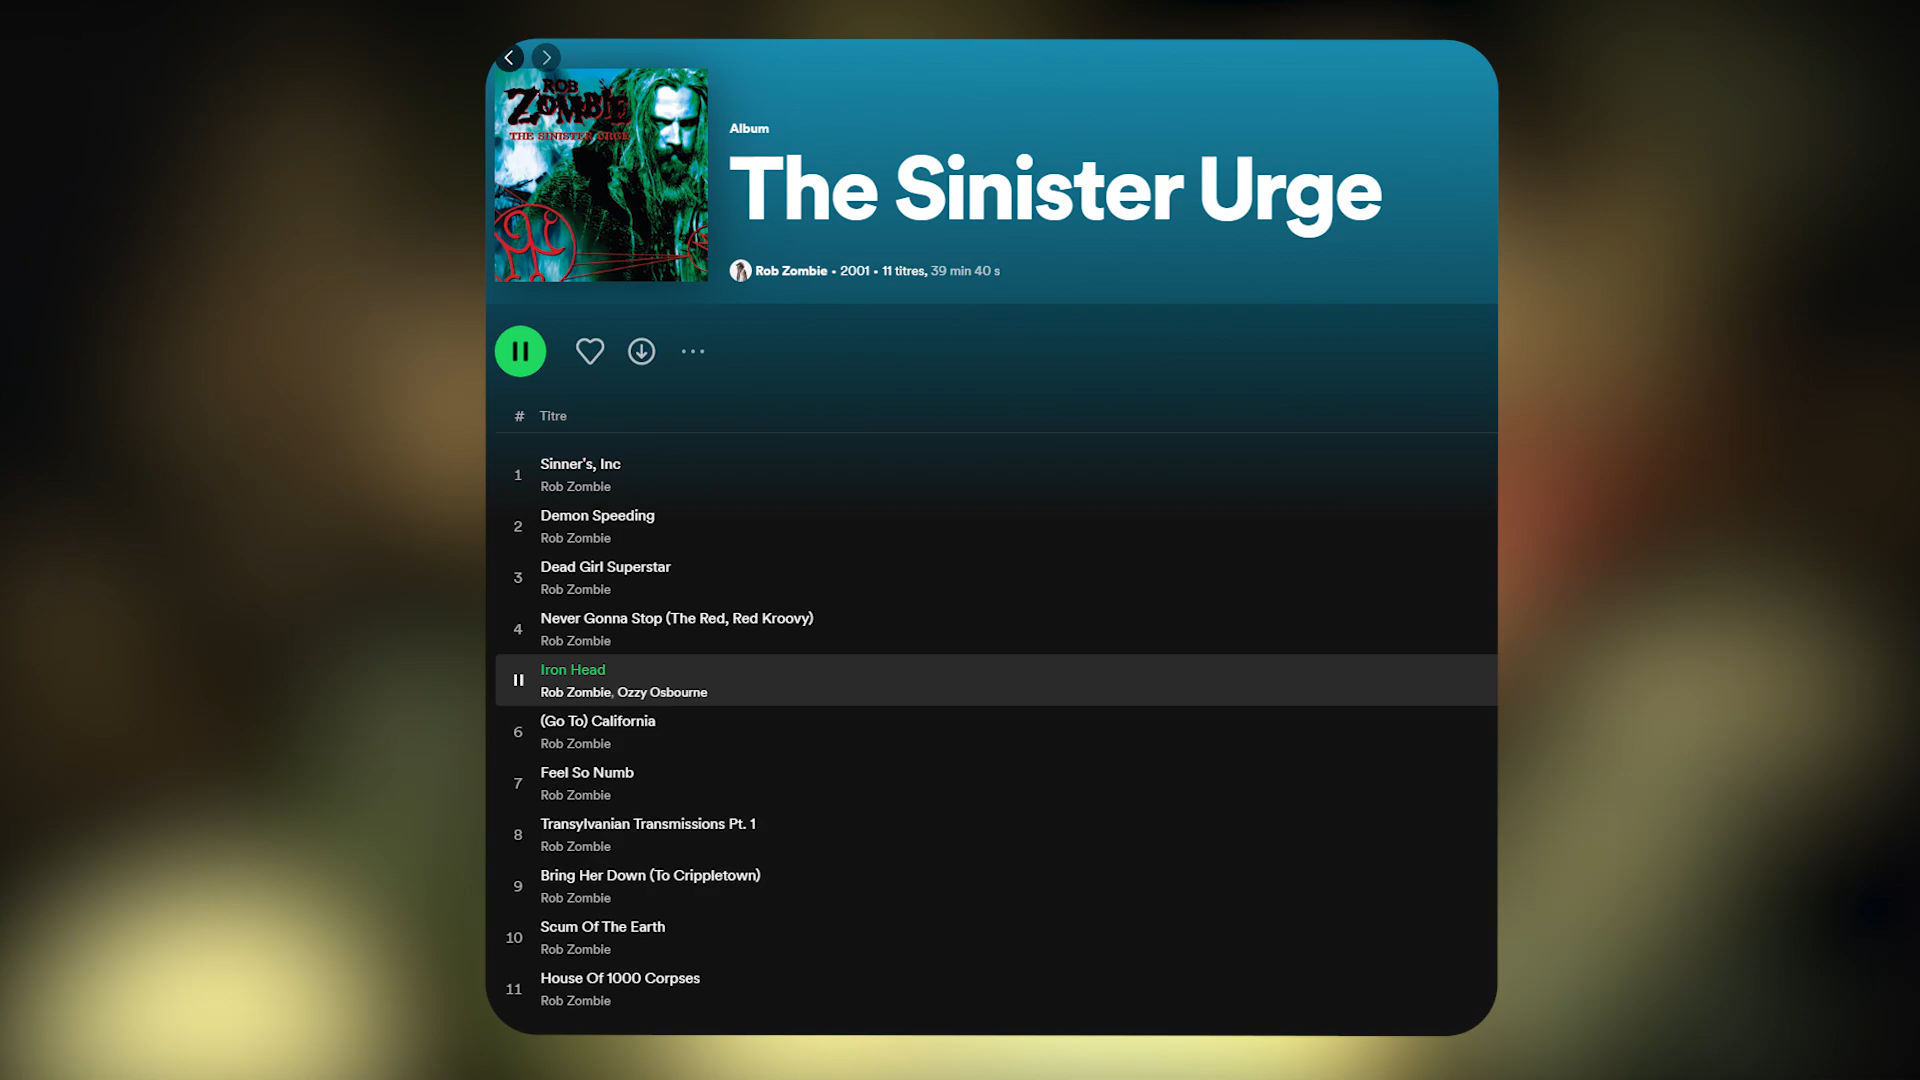 ROB
ZOMBIE
THE SINISTER URGE
Album
The Sinister Urge
Rob Zombie • 2001 • 11 titres, 39 min 40 s
# Titre
1 Sinner's, Inc
Rob Zombie
2 Demon Speeding
Rob Zombie
3 Dead Girl Superstar
Rob Zombie
4 Never Gonna Stop (The Red, Red Kroovy)
Rob Zombie
Iron Head
Rob Zombie, Ozzy Osbourne
6 (Go To) California
Rob Zombie
7 Feel So Numb
Rob Zombie
8 Transylvanian Transmissions Pt. 1
Rob Zombie
9 Bring Her Down (To Crippletown)
Rob Zombie
10 Scum Of The Earth
Rob Zombie
11 House Of 1000 Corpses
Rob Zombie